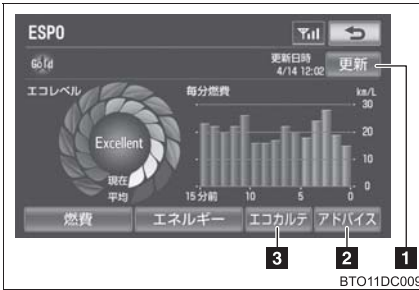 ESPO
Gold
更新日時
4/14 12:02
更新
エコレベル
毎分燃費
km/L
30
20
10
0
Excellent
現在
平均
15分前
10
5
0
燃費
エネルギー
エコカルテ
アドバイス
3
2
1
BTO11DC009